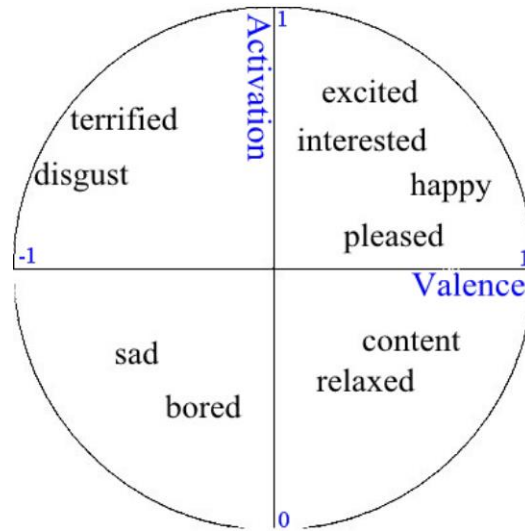 1
Activation
excited
terrified
interested
disgust
happy
pleased
-1
1
Valence
content
sad
relaxed
bored
0